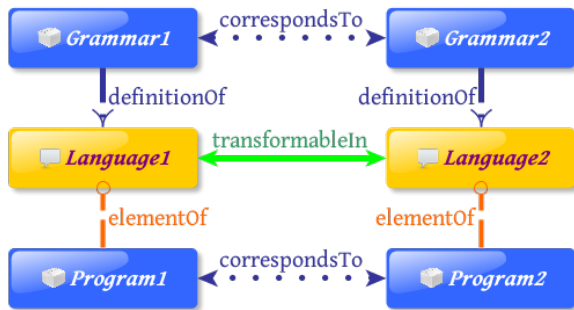 correspondsTo
Grammar1 Grammar2
definitionOf definitionOf
transformableIn
Language1 Language2
elementOf elementOf
correspondsTo
Program1 Program2